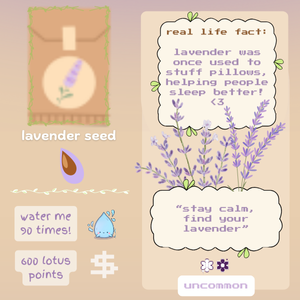 lavender seed
water me
90 times!
600 lotus
points
real life fact:
lavender was
once used to
stuff pillows,
helping people
sleep better!
<3
“stay calm,
find your
lavender”
uncommon